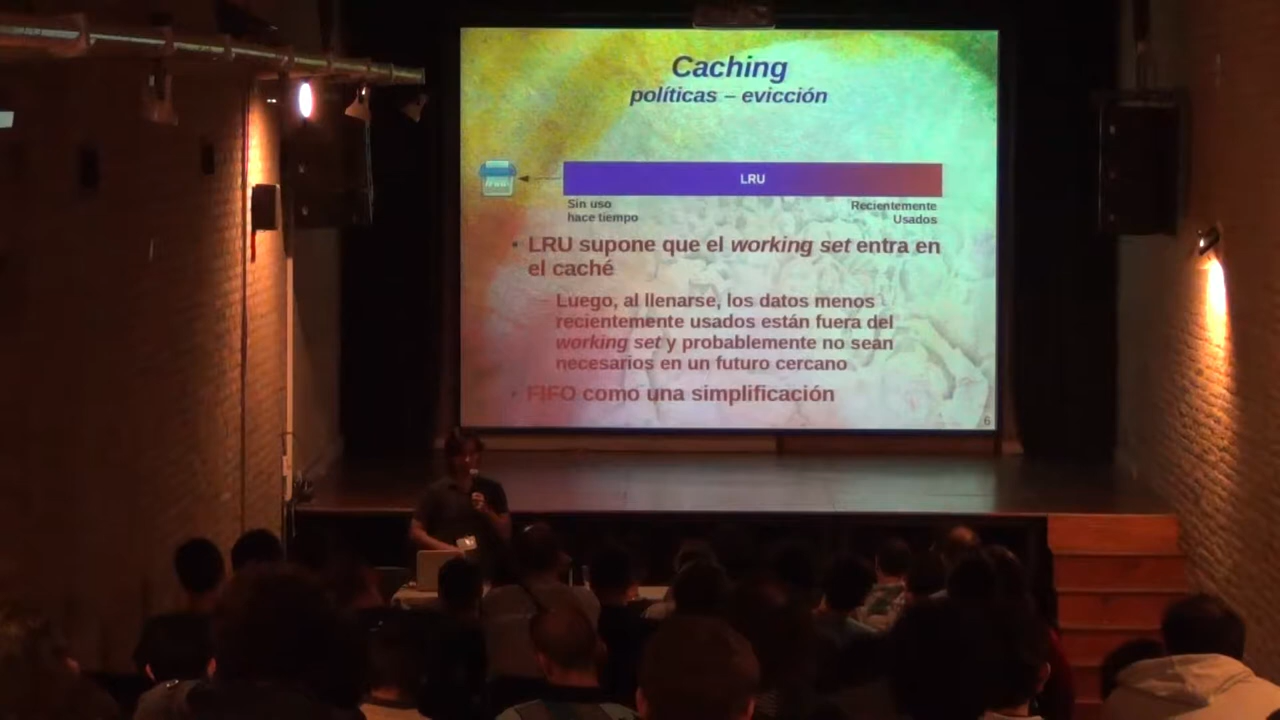 Caching
políticas – evicción
LRU
Sin uso
hace tiempo
Recientemente
Usados
LRU supone que el working set entra en
el caché
Luego, al llenarse, los datos menos
recientemente usados están fuera del
working set y probablemente no sean
necesarios en un futuro cercano
FIFO como una simplificación
6